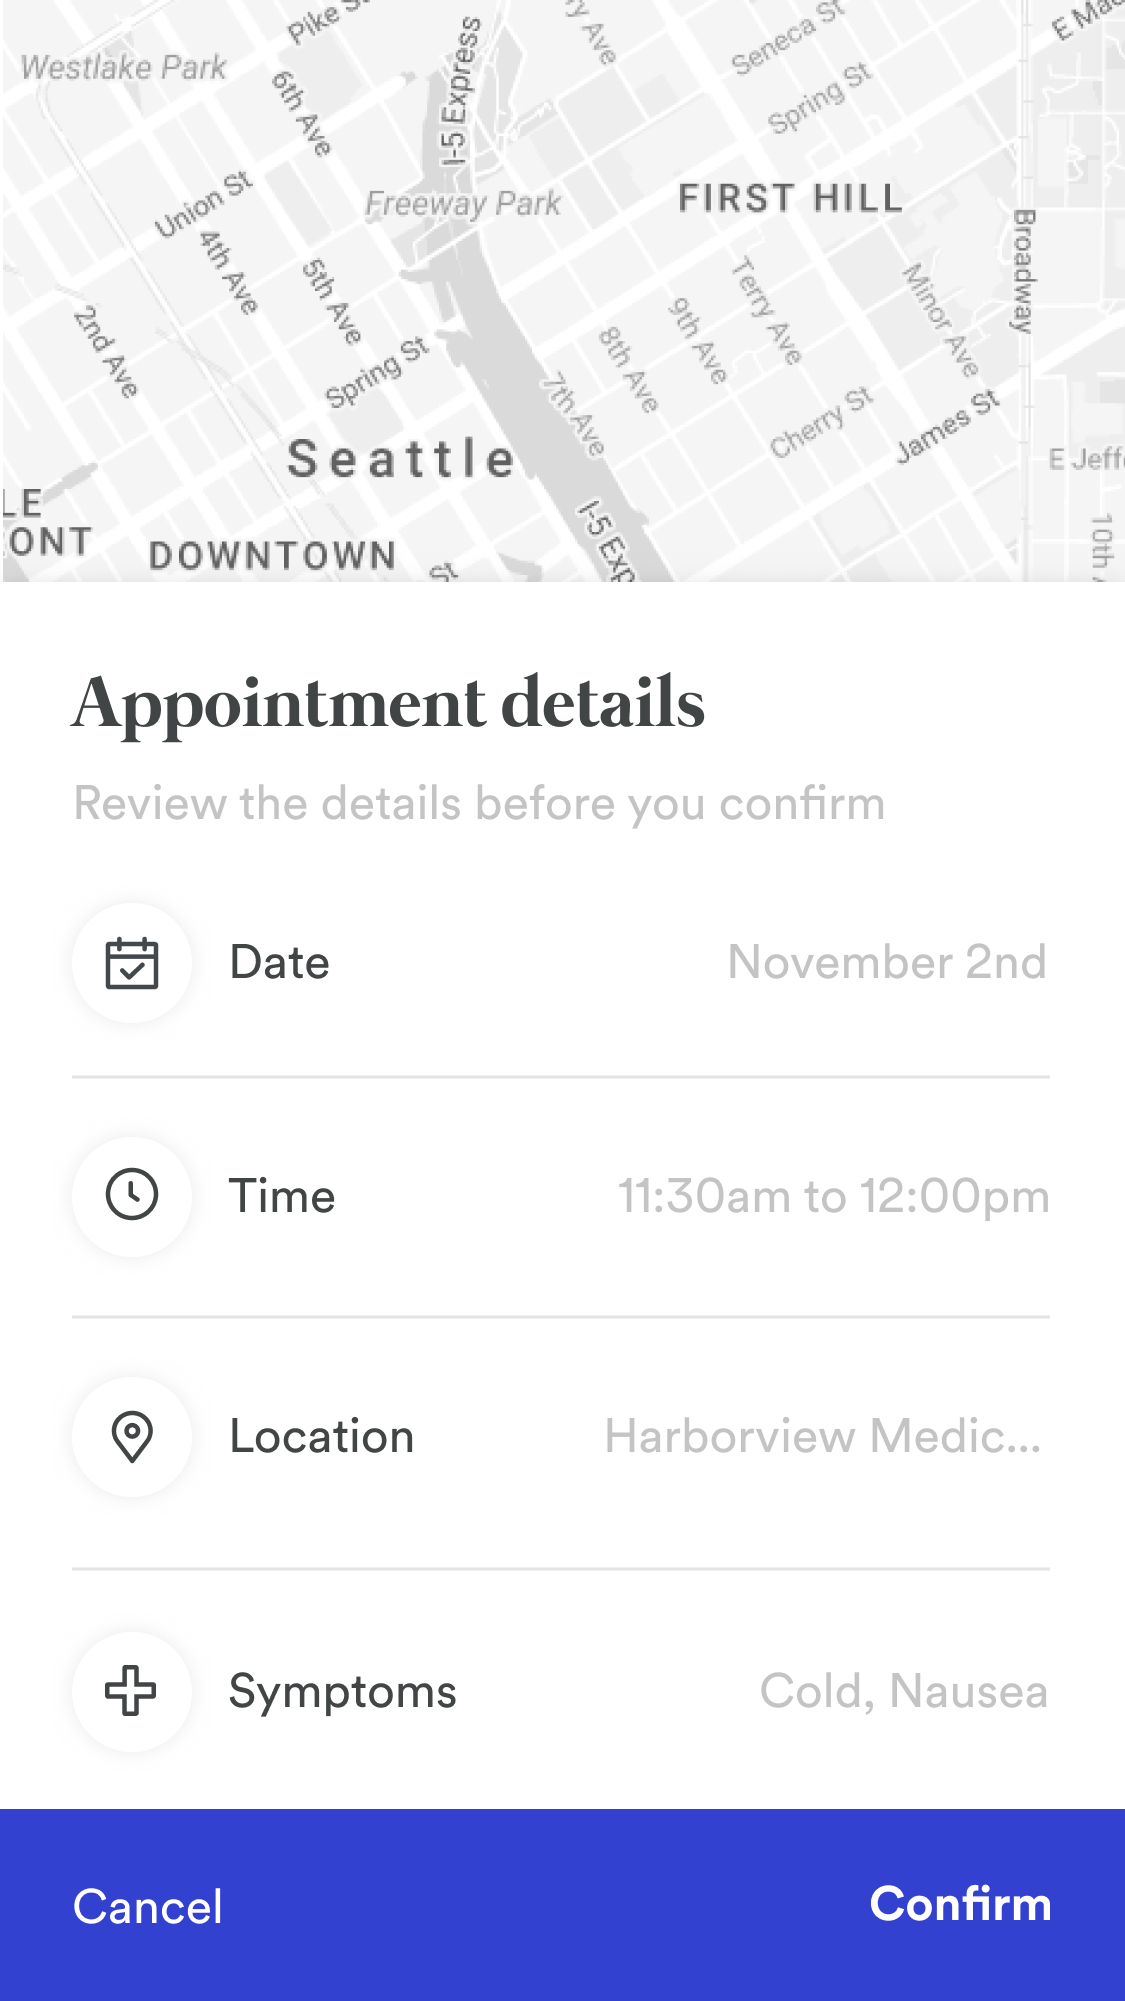 Pike
Westlake Park
6th Ave
I-5 Express
Ave
Seneca St
Spring St
E
Union St
Freeway Park
FIRST HILL
4th Ave
5th Ave
2nd Ave
Spring St
Terry Ave
9th Ave
8th Ave
7th Ave
Minor Ave
Broadway
Cherry St
James St
Seattle
E Jeff
LE
ONT
DOWNTOWN
St
I-5 Exp
10th
Appointment details
Review the details before you confirm
Date
November 2nd
Time
11:30am to 12:00pm
Location
Harborview Medic...
Symptoms
Cold, Nausea
Cancel
Confirm